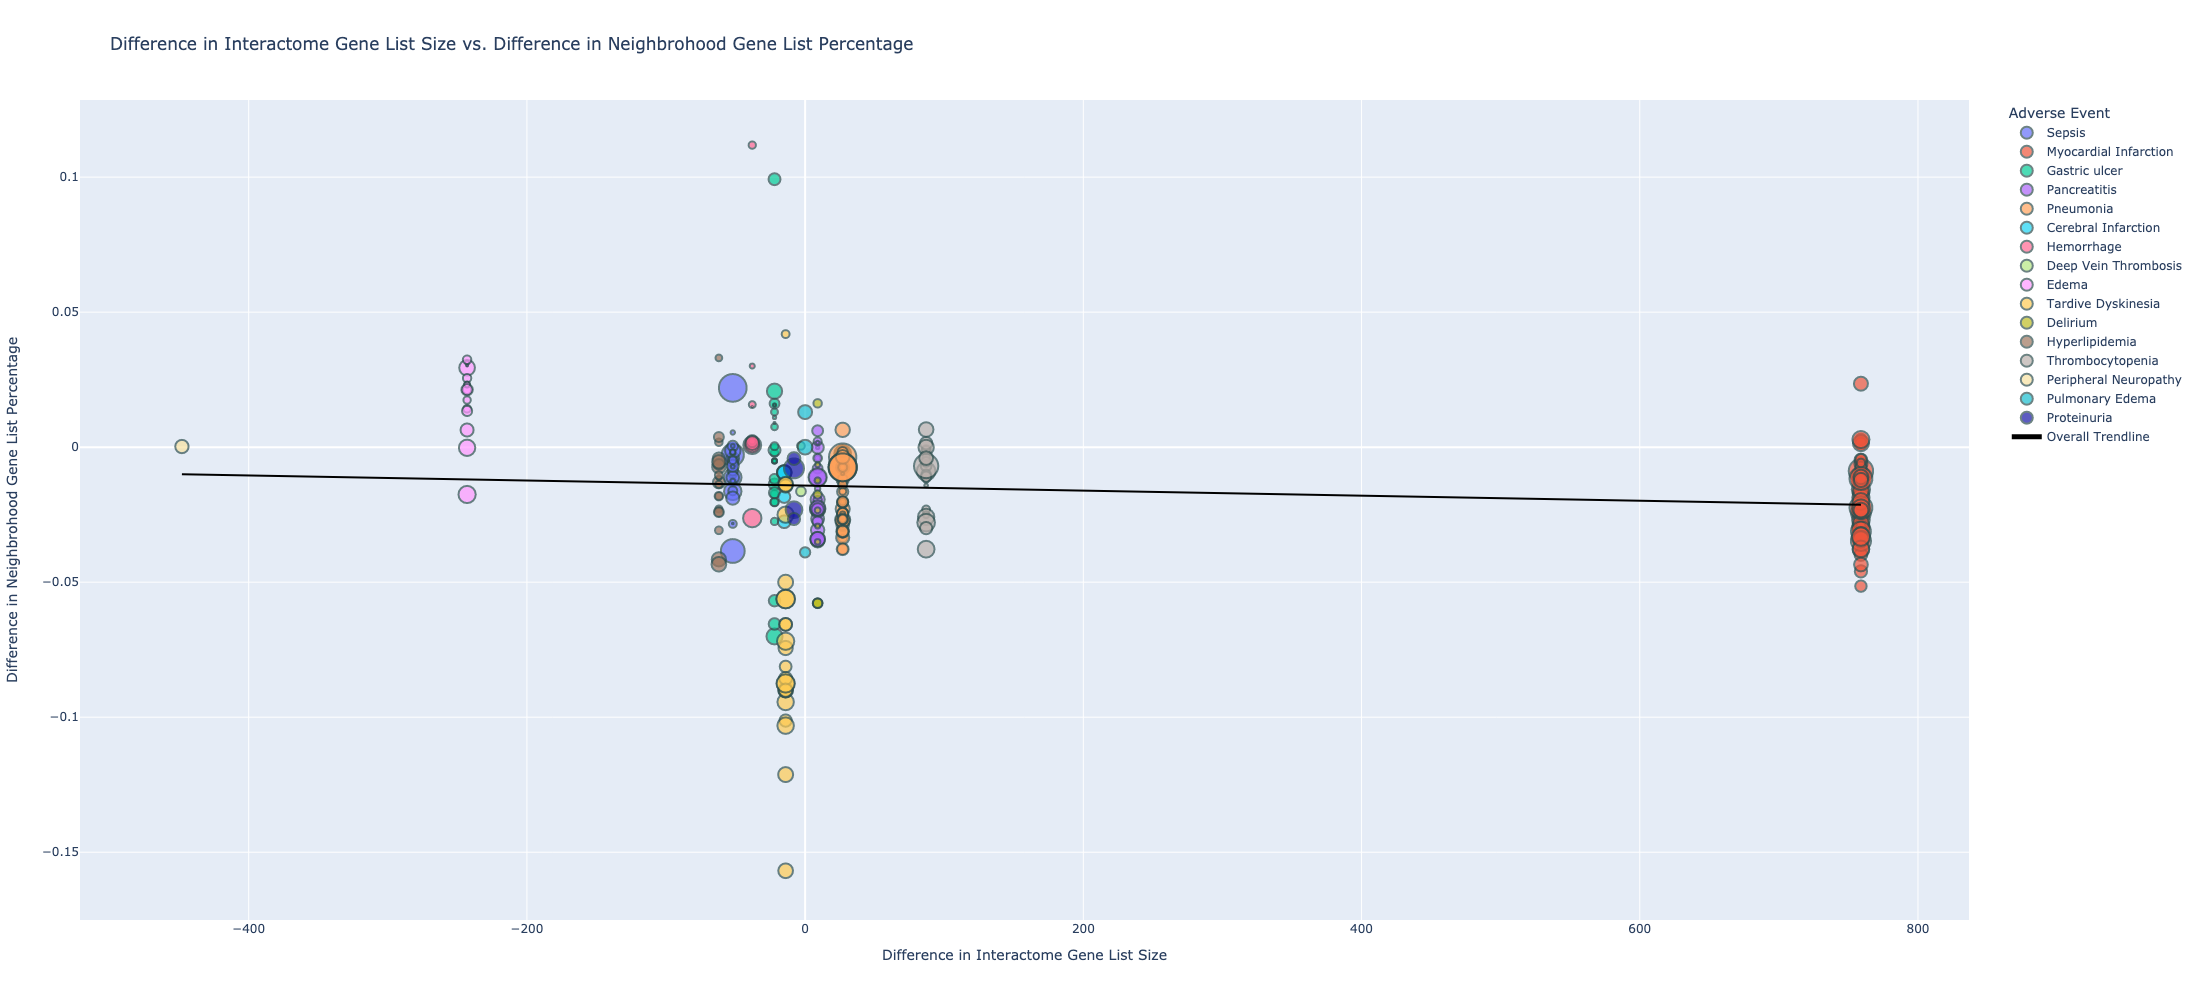 Difference in Interactome Gene List Size vs. Difference in Neighbrohood Gene List Percentage
Adverse Event
Sepsis
Myocardial Infarction
Gastric ulcer
Pancreatitis
Pneumonia
Cerebral Infarction
Hemorrhage
Deep Vein Thrombosis
Edema
Tardive Dyskinesia
Delirium
Hyperlipidemia
Thrombocytopenia
Peripheral Neuropathy
Pulmonary Edema
Proteinuria
Overall Trendline
Difference in Neighbrohood Gene List Percentage
0.1
0.05
0
−0.05
−0.1
−0.15
−400
−200
0
200
400
600
800
Difference in Interactome Gene List Size